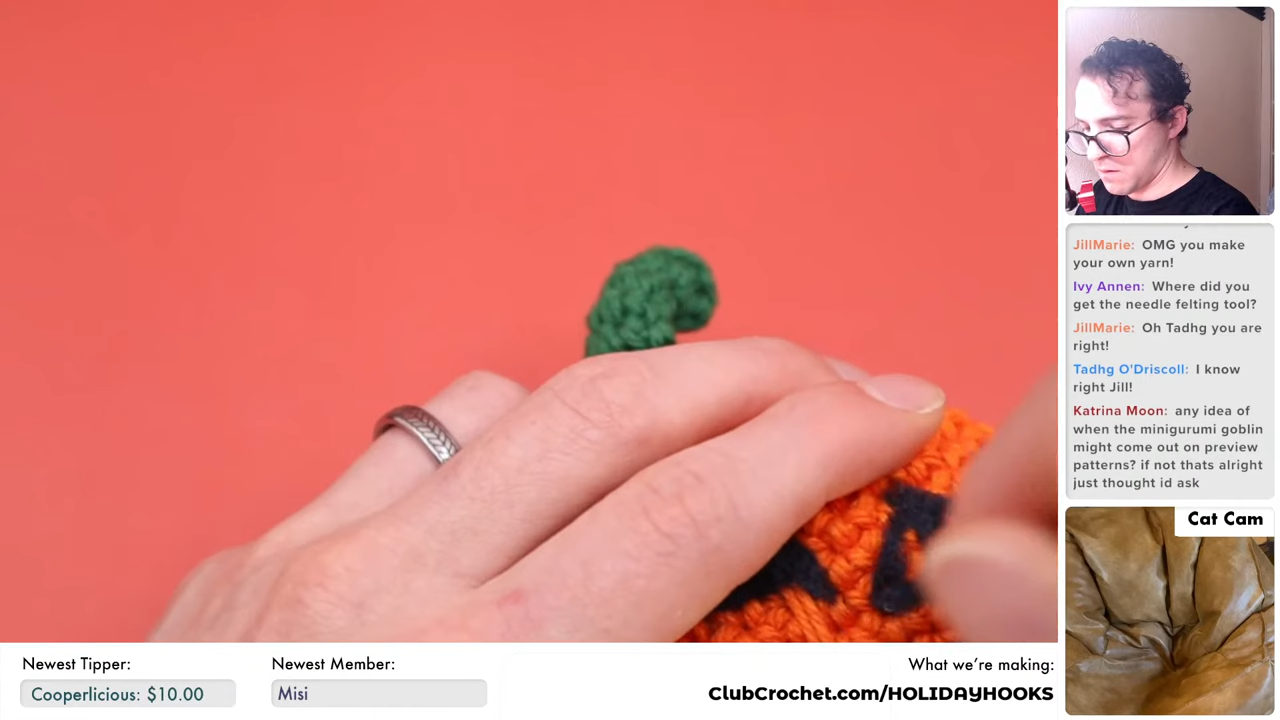 JillMarie: OMG you make
your own yarn!
Ivy Annen: Where did you
get the needle felting tool?
JillMarie: Oh Tadhg you are
right!
Tadhg O'Driscoll: I know
right Jill!
Katrina Moon: any idea of
when the minigurumi goblin
might come out on preview
patterns? if not thats alright
just thought id ask
Cat Cam
Newest Tipper:
Cooperlicious: $10.00
Newest Member:
Misi
What we're making:
ClubCrochet.com/HOLIDAYHOOKS